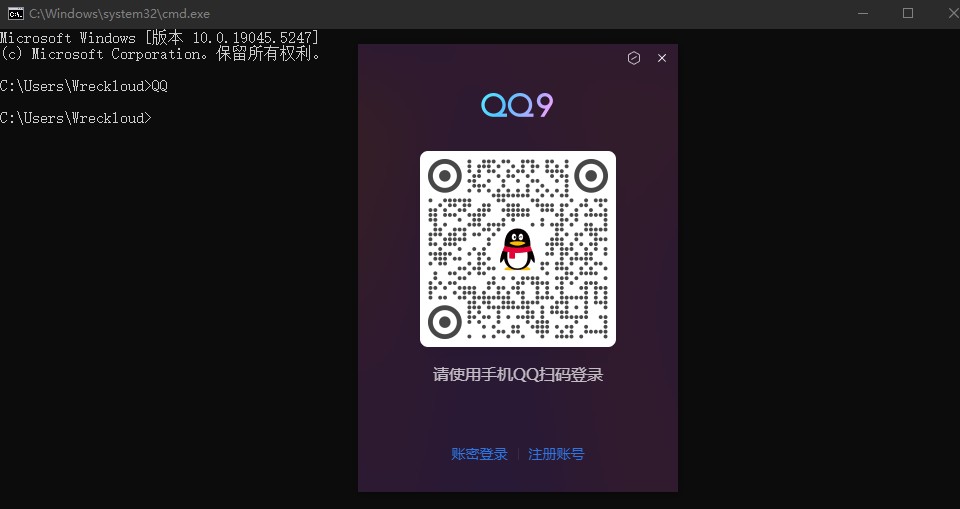 C:\Windows\system32\cmd.exe
Microsoft Windows [版本 10.0.19045.5247]
(c) Microsoft Corporation。保留所有权利。
C:\Users\Wreckloud>QQ
C:\Users\Wreckloud>
QQ9
请使用手机QQ扫码登录
账密登录 | 注册账号